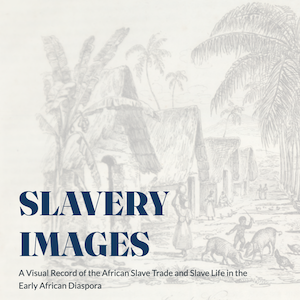 SLAVERY
IMAGES
A Visual Record of the African Slave Trade and Slave Life in the
Early African Diaspora